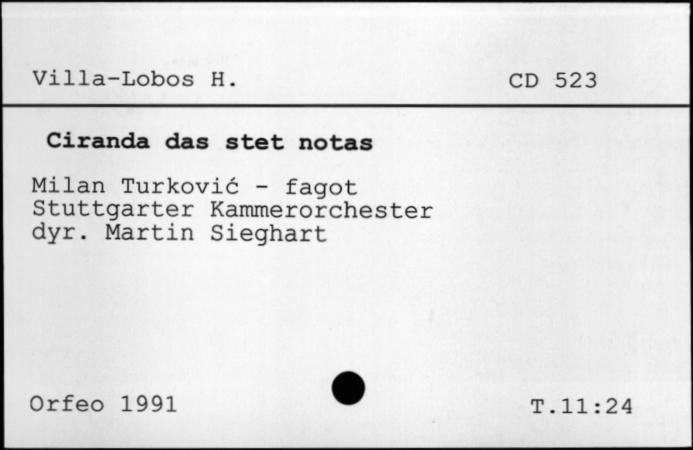 Villa-Lobos H.
CD 523
Ciranda das stet notas
Milan Turković - fagot
Stuttgarter Kammerorchester
dyr. Martin Sieghart
Orfeo 1991
T.11:24